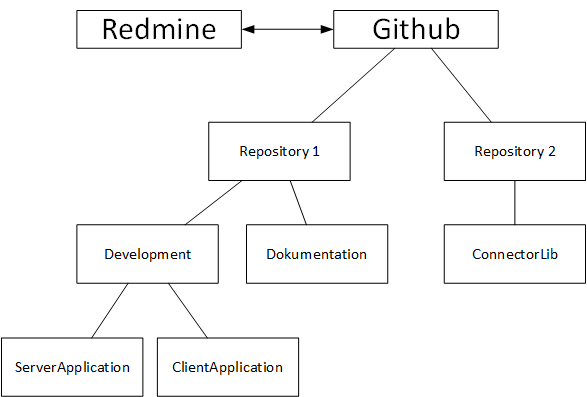 Redmine
Github
Repository 1
Repository 2
Development
Dokumentation
ConnectorLib
ServerApplication
ClientApplication